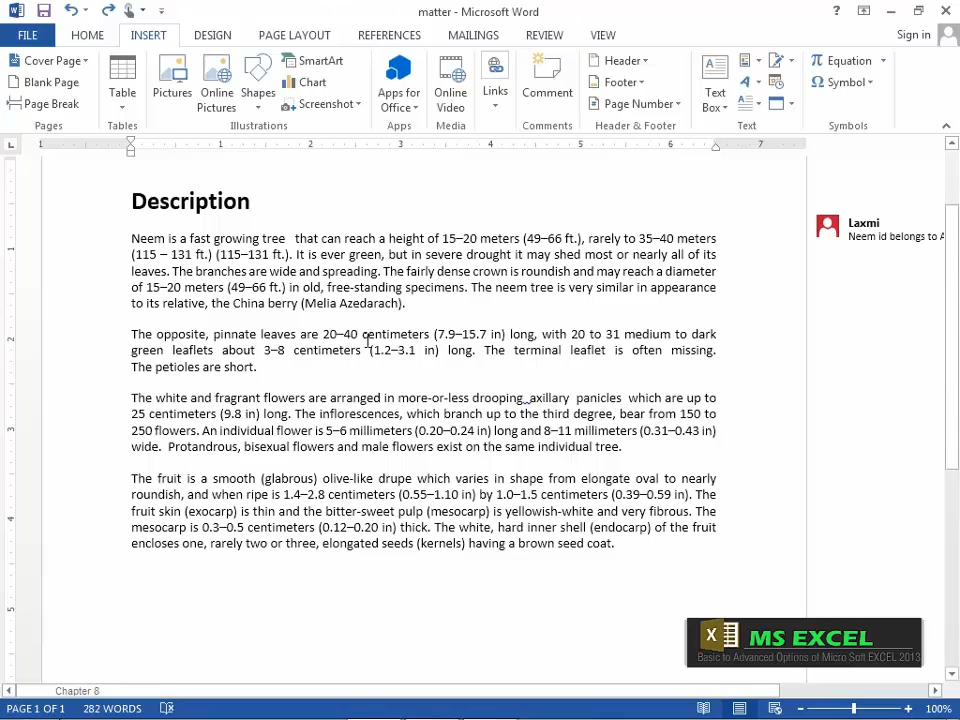 matter - Microsoft Word
?
FILE HOME INSERT DESIGN PAGE LAYOUT REFERENCES MAILINGS REVIEW VIEW Sign in
Cover Page
Blank Page
Page Break
Pages
Table
Tables
Pictures
Online Pictures
Shapes
SmartArt
Chart
Screenshot
Illustrations
Apps for Office
Apps
Online Video
Media
Links
Comment
Comments
Header
Footer
Page Number
Header & Footer
Text Box
Text
Equation
Symbol
Symbols
1 1 2 3 4 5 6 7
Description
Neem is a fast growing tree that can reach a height of 15–20 meters (49–66 ft.), rarely to 35–40 meters
(115 – 131 ft.) (115–131 ft.). It is ever green, but in severe drought it may shed most or nearly all of its
leaves. The branches are wide and spreading. The fairly dense crown is roundish and may reach a diameter
of 15–20 meters (49–66 ft.) in old, free-standing specimens. The neem tree is very similar in appearance
to its relative, the China berry (Melia Azedarach).
The opposite, pinnate leaves are 20–40 centimeters (7.9–15.7 in) long, with 20 to 31 medium to dark
green leaflets about 3–8 centimeters (1.2–3.1 in) long. The terminal leaflet is often missing.
The petioles are short.
The white and fragrant flowers are arranged in more-or-less drooping axillary panicles which are up to
25 centimeters (9.8 in) long. The inflorescences, which branch up to the third degree, bear from 150 to
250 flowers. An individual flower is 5–6 millimeters (0.20–0.24 in) long and 8–11 millimeters (0.31–0.43 in)
wide. Protandrous, bisexual flowers and male flowers exist on the same individual tree.
The fruit is a smooth (glabrous) olive-like drupe which varies in shape from elongate oval to nearly
roundish, and when ripe is 1.4–2.8 centimeters (0.55–1.10 in) by 1.0–1.5 centimeters (0.39–0.59 in). The
fruit skin (exocarp) is thin and the bitter-sweet pulp (mesocarp) is yellowish-white and very fibrous. The
mesocarp is 0.3–0.5 centimeters (0.12–0.20 in) thick. The white, hard inner shell (endocarp) of the fruit
encloses one, rarely two or three, elongated seeds (kernels) having a brown seed coat.
Laxmi
Neem id belongs to A
1
2
3
4
5
MS EXCEL
Basic to Advanced Options of Micro Soft EXCEL 2013
Chapter 8
PAGE 1 OF 1 282 WORDS 100%